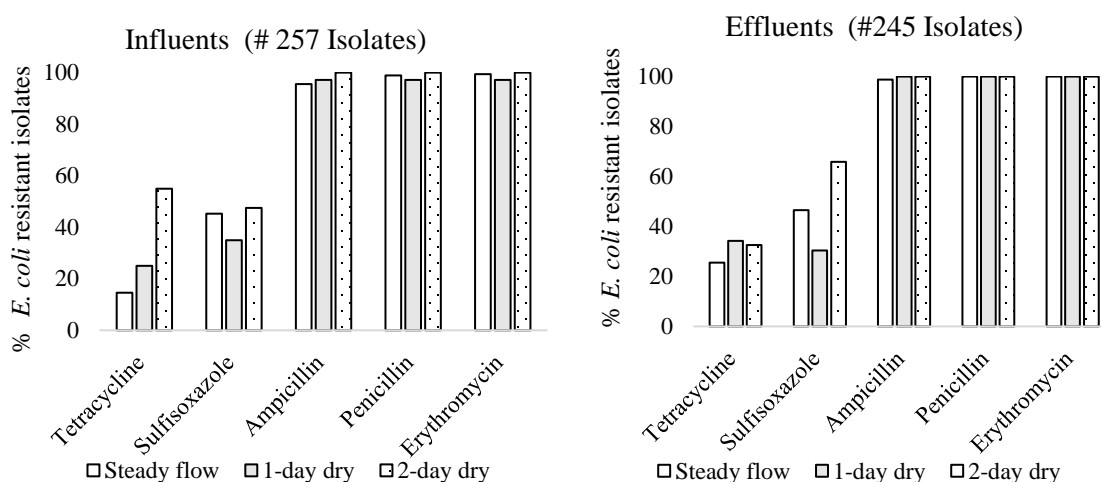 Influents (# 257 Isolates)
% E. coli resistant isolates
100
80
60
40
20
0
Tetracycline
Sulfisoxazole
Ampicillin
Penicillin
Erythromycin
Steady flow 1-day dry 2-day dry
Effluents (#245 Isolates)
% E. coli resistant isolates
100
80
60
40
20
0
Tetracycline
Sulfisoxazole
Ampicillin
Penicillin
Erythromycin
Steady flow 1-day dry 2-day dry